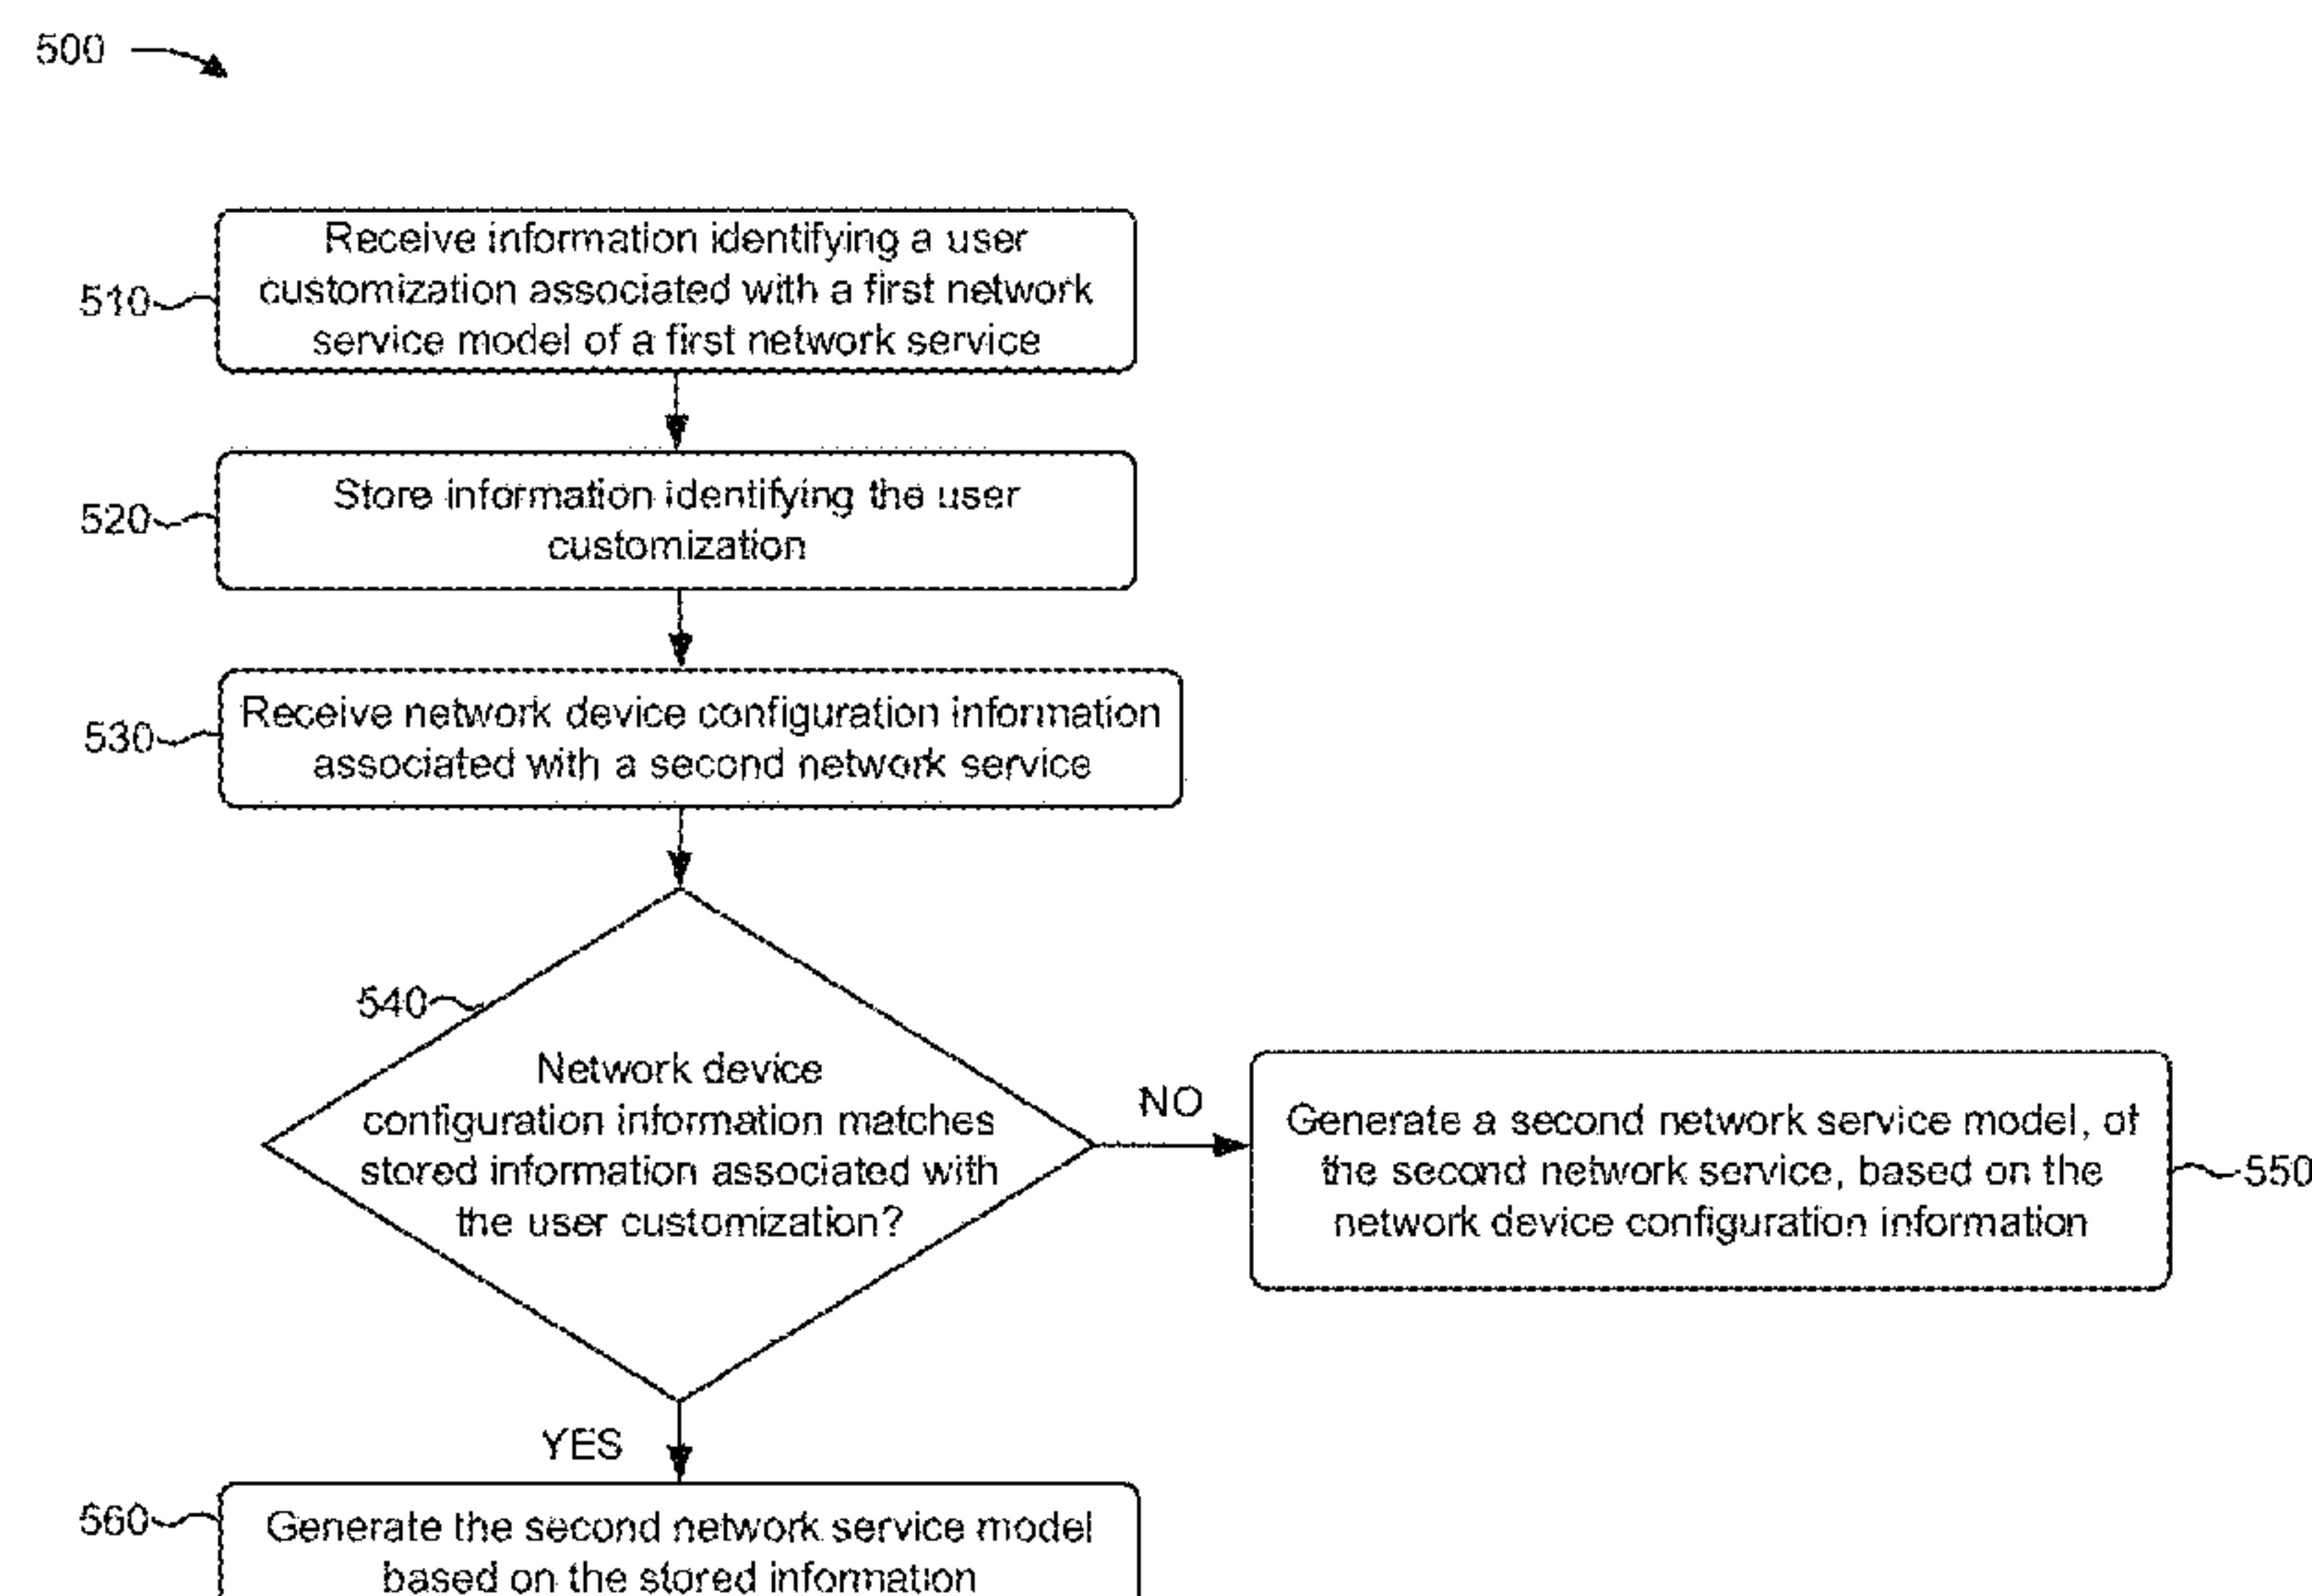 500
Receive information identifying a user
customization associated with a first network
service model of a first network service
510
Store information identifying the user
customization
520
Receive network device configuration information
associated with a second network service
530
540
Network device
configuration information matches
stored information associated with
the user customization?
NO
Generate a second network service model, of
the second network service, based on the
network device configuration information
550
YES
560
Generate the second network service model
based on the stored information